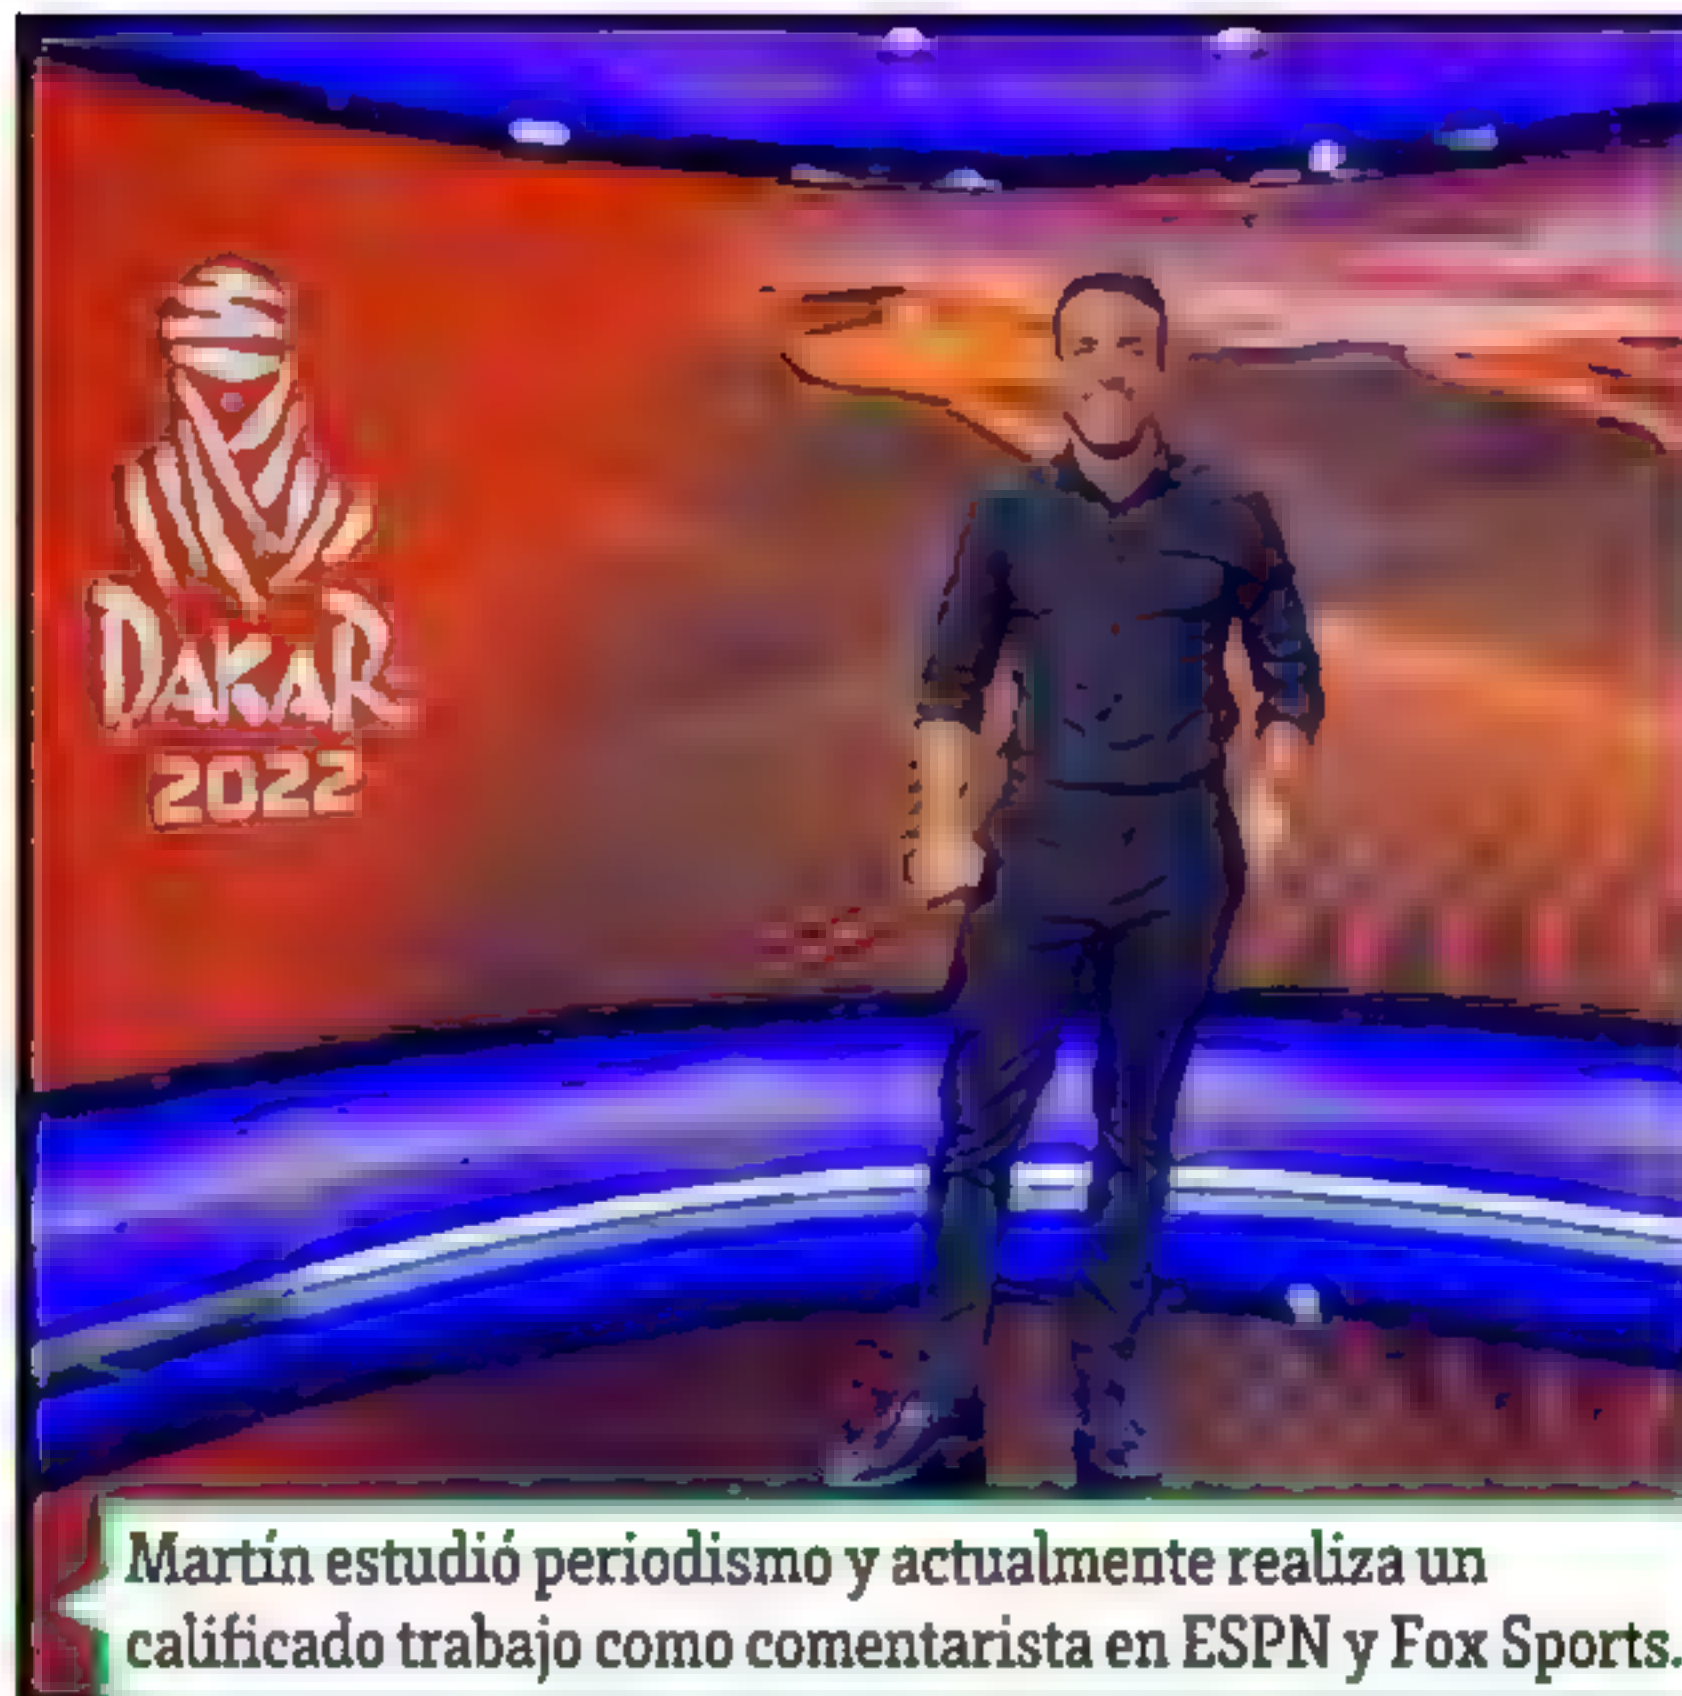 DAKAR
2022
Martín estudió periodismo y actualmente realiza un
calificado trabajo como comentarista en ESPN y Fox Sports.